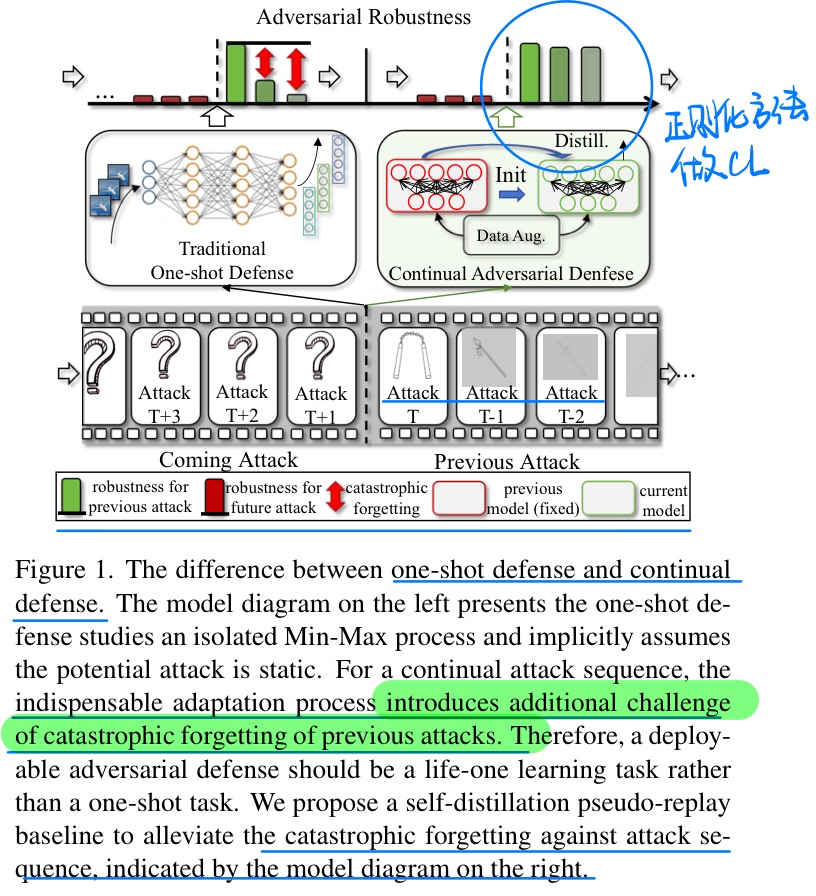 Adversarial Robustness
...
正则化方法
做CL
Distill.
Init
Data Aug.
Traditional
One-shot Defense
Continual Adversarial Denfese
?
?
?
?
Attack
T+3
Attack
T+2
Attack
T+1
Attack
T
Attack
T-1
Attack
T-2
...
Coming Attack
Previous Attack
robustness for
previous attack
robustness for
future attack
catastrophic
forgetting
previous
model (fixed)
current
model
Figure 1. The difference between one-shot defense and continual
defense. The model diagram on the left presents the one-shot de-
fense studies an isolated Min-Max process and implicitly assumes
the potential attack is static. For a continual attack sequence, the
indispensable adaptation process introduces additional challenge
of catastrophic forgetting of previous attacks. Therefore, a deploy-
able adversarial defense should be a life-one learning task rather
than a one-shot task. We propose a self-distillation pseudo-replay
baseline to alleviate the catastrophic forgetting against attack se-
quence, indicated by the model diagram on the right.